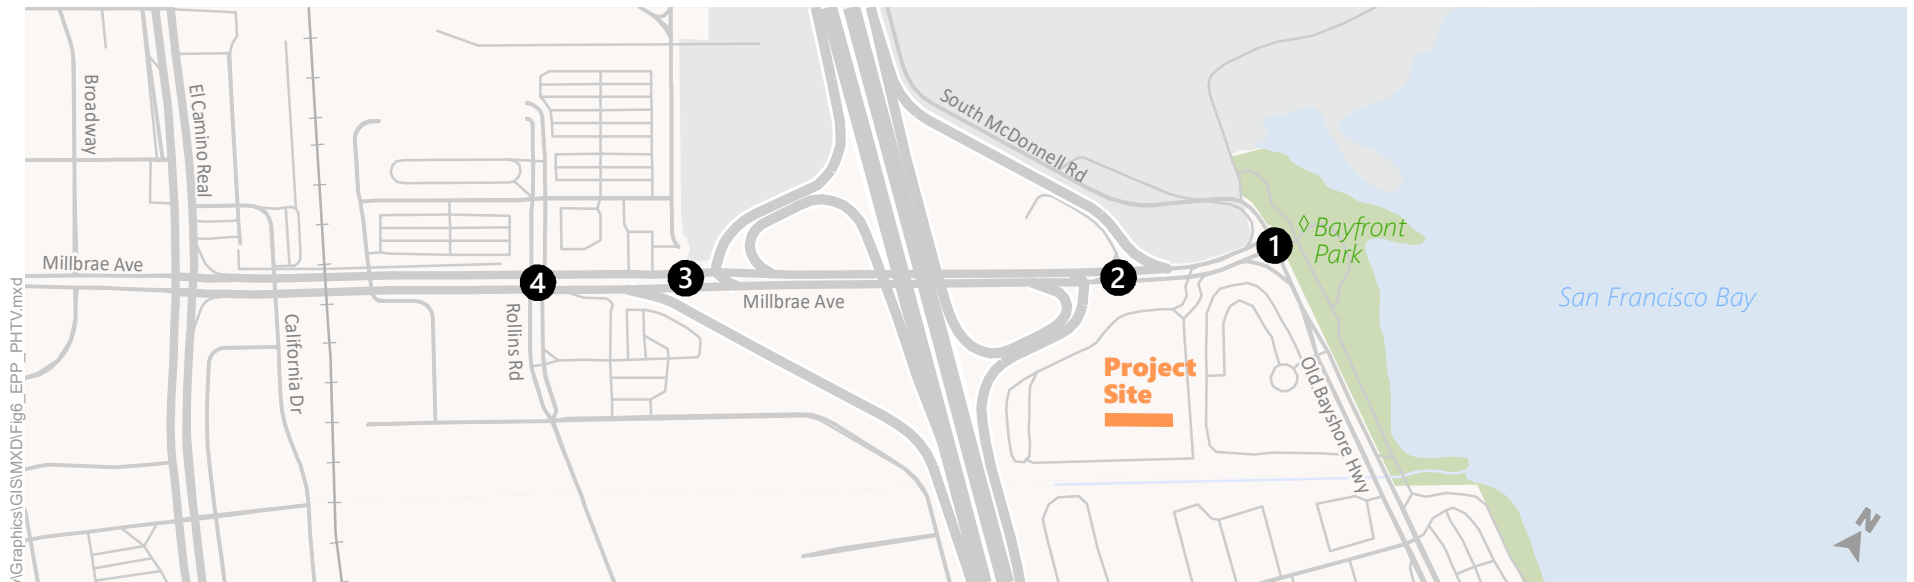 Broadway
El Camino Real
South McDonnell Rd
Bayfront
Park
1
Millbrae Ave
4
3
2
Millbrae Ave
San Francisco Bay
Rollins Rd
California Dr
Project
Site
Old Bayshore Hwy
N
\Graphics\GIS\MXD\Fig6_EPP_PHTV.mxd